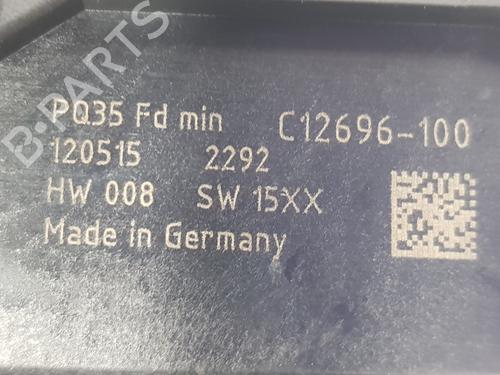 PQ35 Fd min C12696-100
120515 2292
HW 008 SW 15XX
Made in Germany
B-PARTS